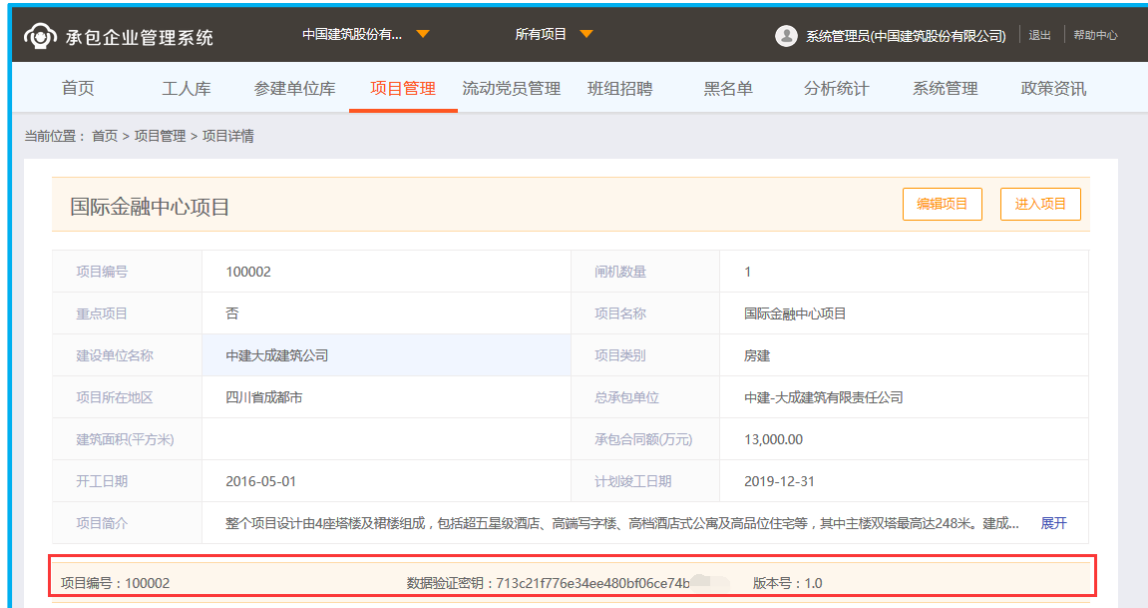 承包企业管理系统 中国建筑股份有... 所有项目 系统管理员(中国建筑股份有限公司) 退出 帮助中心
首页 工人库 参建单位库 项目管理 流动党员管理 班组招聘 黑名单 分析统计 系统管理 政策资讯
当前位置： 首页 > 项目管理 > 项目详情
国际金融中心项目 编辑项目 进入项目
项目编号 100002 闸机数量 1
重点项目 否 项目名称 国际金融中心项目
建设单位名称 中建大成建筑公司 项目类别 房建
项目所在地区 四川省成都市 总承包单位 中建-大成建筑有限责任公司
建筑面积(平方米) 承包合同额(万元) 13,000.00
开工日期 2016-05-01 计划竣工日期 2019-12-31
项目简介 整个项目设计由4座塔楼及裙楼组成，包括超五星级酒店、高端写字楼、高档酒店式公寓及高品位住宅等，其中主楼双塔最高达248米。建成... 展开
项目编号：100002 数据验证密钥：713c21f776e34ee480bf06ce74b 版本号：1.0